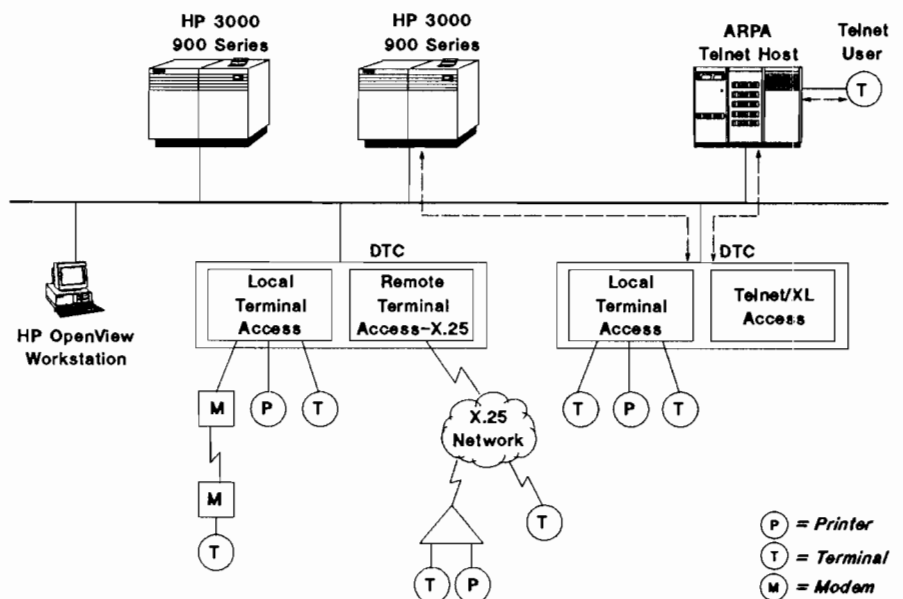 HP 3000
900 Series
HP 3000
900 Series
ARPA
Telnet Host
Telnet
User
T
HP OpenView
Workstation
DTC
Local
Terminal
Access
Remote
Terminal
Access-X.25
DTC
Local
Terminal
Access
Telnet/XL
Access
M
P
T
M
T
X.25
Network
T
T
P
T
P
T
P = Printer
T = Terminal
M = Modem